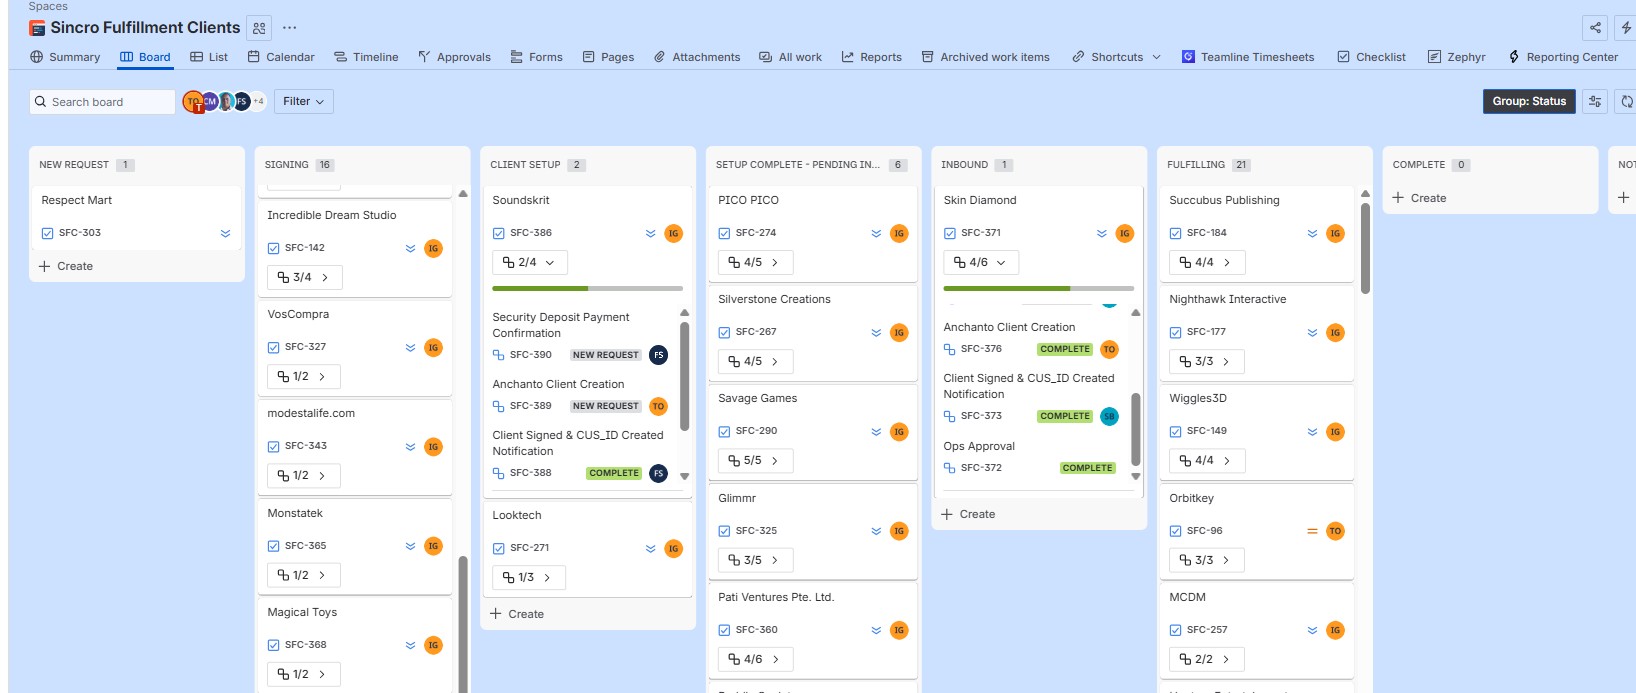 Spaces
Sincro Fulfillment Clients
Summary Board List Calendar Timeline Approvals Forms Pages Attachments All work Reports Archived work items Shortcuts Teamline Timesheets Checklist Zephyr Reporting Center
Search board TO T CM FS +4 Filter Group: Status
NEW REQUEST 1
Respect Mart
SFC-303
+ Create
SIGNING 16
Incredible Dream Studio
SFC-142 IG
3/4
VosCompra
SFC-327 IG
1/2
modestalife.com
SFC-343 IG
1/2
Monstatek
SFC-365 IG
1/2
Magical Toys
SFC-368 IG
1/2
CLIENT SETUP 2
Soundskrit
SFC-386 IG
2/4
Security Deposit Payment
Confirmation
SFC-390 NEW REQUEST FS
Anchanto Client Creation
SFC-389 NEW REQUEST TO
Client Signed & CUS_ID Created
Notification
SFC-388 COMPLETE FS
Looktech
SFC-271 IG
1/3
+ Create
SETUP COMPLETE - PENDING IN... 6
PICO PICO
SFC-274 IG
4/5
Silverstone Creations
SFC-267 IG
4/5
Savage Games
SFC-290 IG
5/5
Glimmr
SFC-325 IG
3/5
Pati Ventures Pte. Ltd.
SFC-360 IG
4/6
INBOUND 1
Skin Diamond
SFC-371 IG
4/6
Anchanto Client Creation
SFC-376 COMPLETE TO
Client Signed & CUS_ID Created
Notification
SFC-373 COMPLETE SB
Ops Approval
SFC-372 COMPLETE
+ Create
FULFILLING 21
Succubus Publishing
SFC-184 IG
4/4
Nighthawk Interactive
SFC-177 IG
3/3
Wiggles3D
SFC-149 IG
4/4
Orbitkey
SFC-96 TO
3/3
MCDM
SFC-257 IG
2/2
COMPLETE 0
+ Create
NOT
+